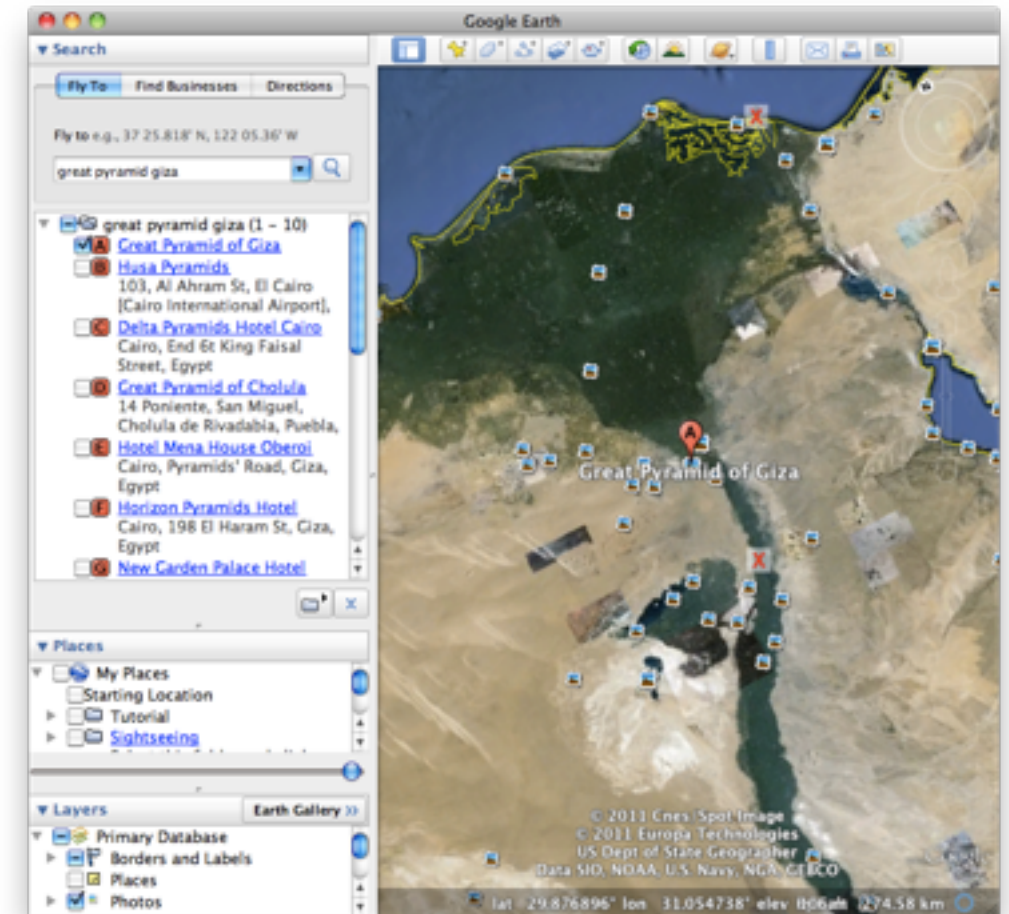 Google Earth
Search
Fly To
Find Businesses
Directions
Fly to e.g., 37 25.818' N, 122 05.36' W
great pyramid giza
great pyramid giza (1 – 10)
A Great Pyramid of Giza
B Husa Pyramids
103, Al Ahram St, El Cairo
[Cairo International Airport],
C Delta Pyramids Hotel Cairo
Cairo, End 6t King Faisal
Street, Egypt
D Great Pyramid of Cholula
14 Poniente, San Miguel,
Cholula de Rivadabia, Puebla,
E Hotel Mena House Oberoi
Cairo, Pyramids' Road, Giza,
Egypt
F Horizon Pyramids Hotel
Cairo, 198 El Haram St, Giza,
Egypt
G New Garden Palace Hotel
Places
My Places
Starting Location
Tutorial
Sightseeing
Layers
Earth Gallery >>
Primary Database
Borders and Labels
Places
Photos
N
X
A
Great Pyramid of Giza
X
© 2011 Cnes/Spot Image
© 2011 Europa Technologies
US Dept of State Geographer
Data SIO, NOAA, U.S. Navy, NGA, GEBCO
lat 29.876896° lon 31.054738° elev